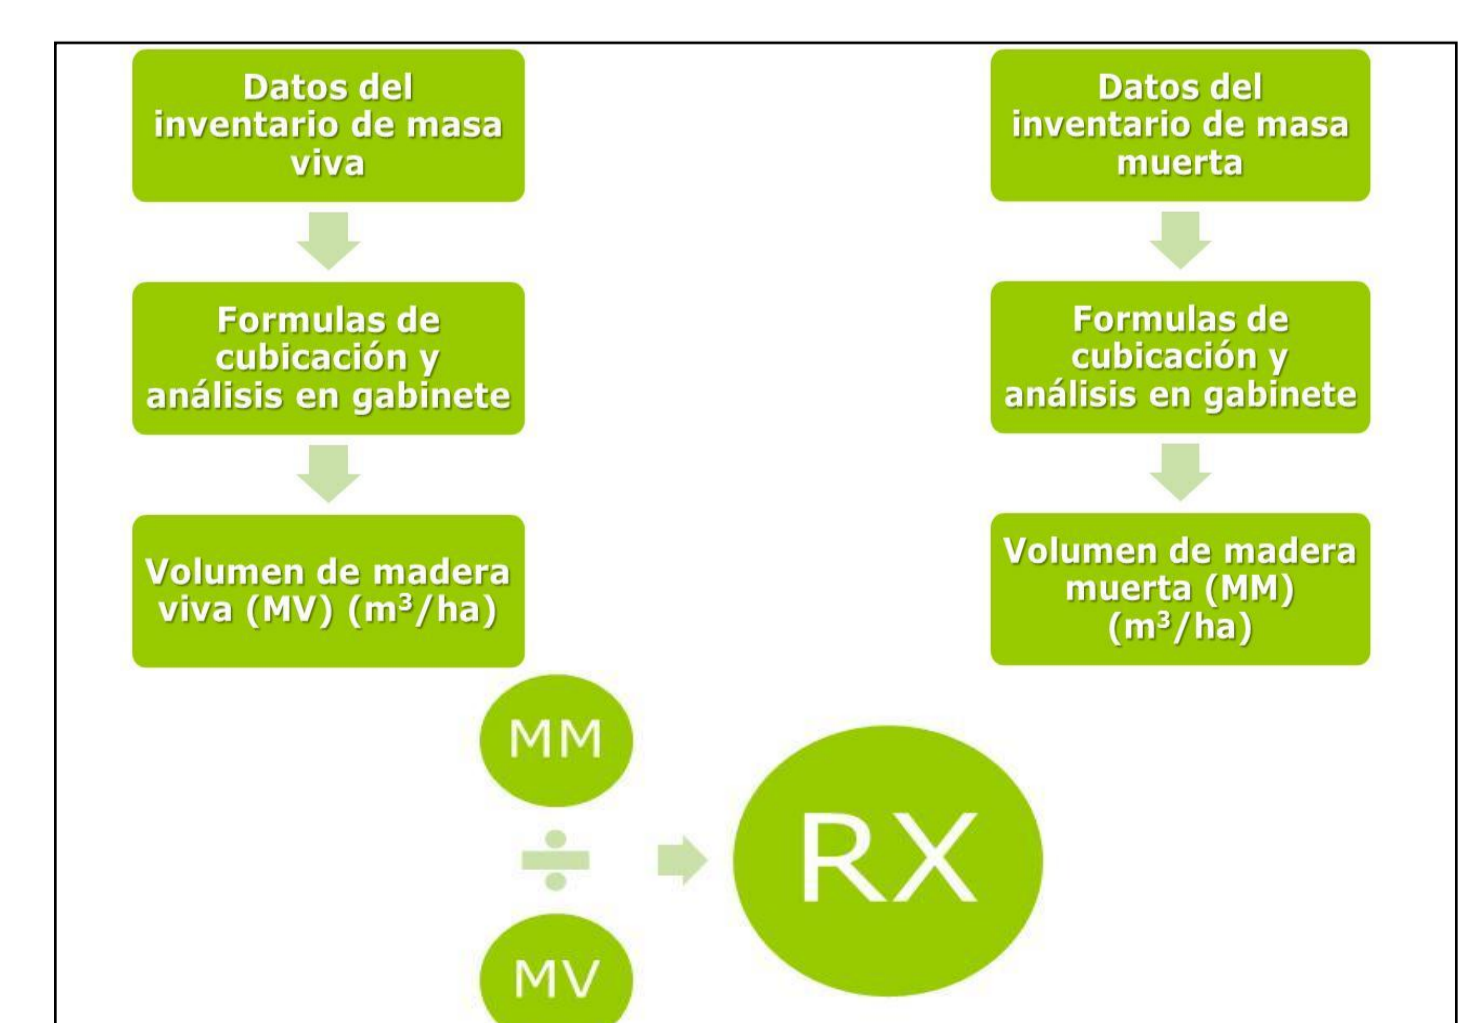 Datos del
inventario de masa
viva
Formulas de
cubicación y
análisis en gabinete
Volumen de madera
viva (MV) (m³/ha)
Datos del
inventario de masa
muerta
Formulas de
cubicación y
análisis en gabinete
Volumen de madera
muerta (MM)
(m³/ha)
MM
÷
MV
RX